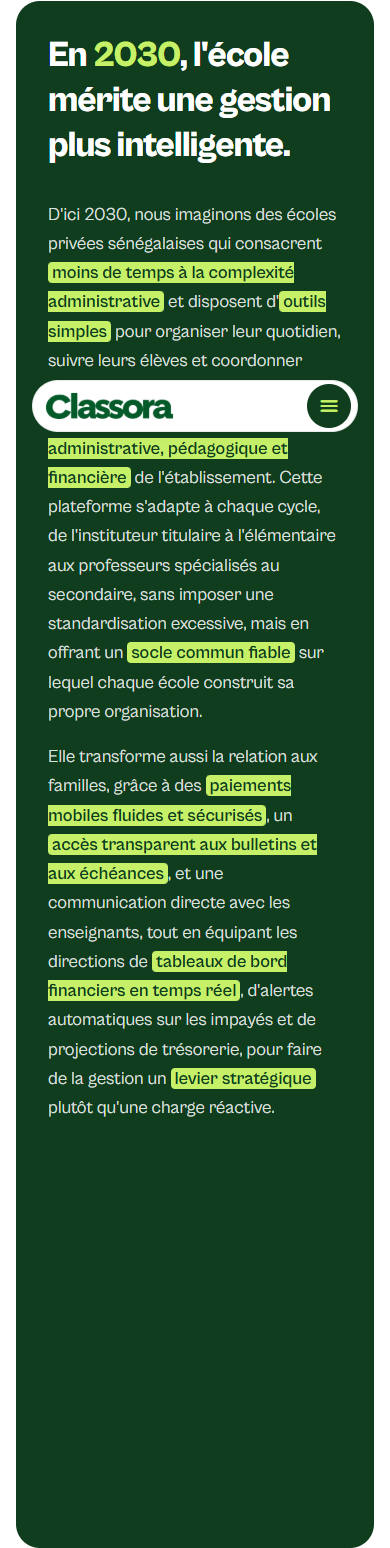 En 2030, l'école
mérite une gestion
plus intelligente.
D'ici 2030, nous imaginons des écoles
privées sénégalaises qui consacrent
moins de temps à la complexité
administrative et disposent d'outils
simples pour organiser leur quotidien,
suivre leurs élèves et coordonner
Classora
administrative, pédagogique et
financière de l'établissement. Cette
plateforme s'adapte à chaque cycle,
de l'instituteur titulaire à l'élémentaire
aux professeurs spécialisés au
secondaire, sans imposer une
standardisation excessive, mais en
offrant un socle commun fiable sur
lequel chaque école construit sa
propre organisation.
Elle transforme aussi la relation aux
familles, grâce à des paiements
mobiles fluides et sécurisés, un
accès transparent aux bulletins et
aux échéances, et une
communication directe avec les
enseignants, tout en équipant les
directions de tableaux de bord
financiers en temps réel, d'alertes
automatiques sur les impayés et de
projections de trésorerie, pour faire
de la gestion un levier stratégique
plutôt qu'une charge réactive.